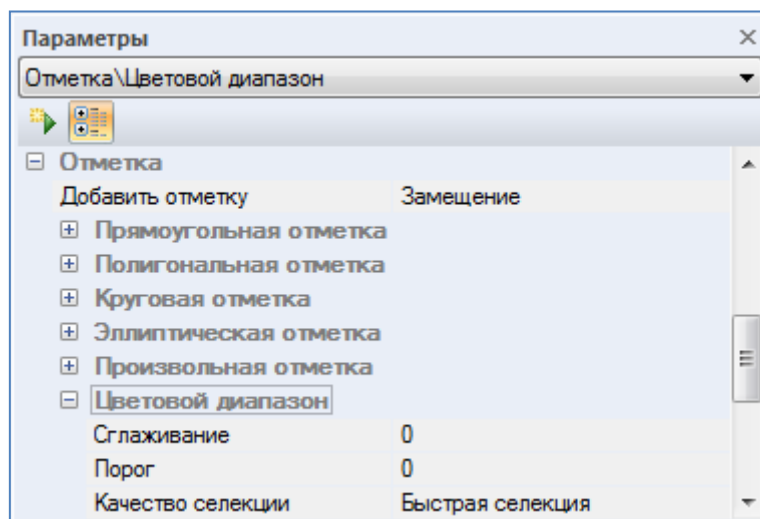 Параметры
Отметка\Цветовой диапазон
Отметка
Добавить отметку Замещение
Прямоугольная отметка
Полигональная отметка
Круговая отметка
Эллиптическая отметка
Произвольная отметка
Цветовой диапазон
Сглаживание 0
Порог 0
Качество селекции Быстрая селекция